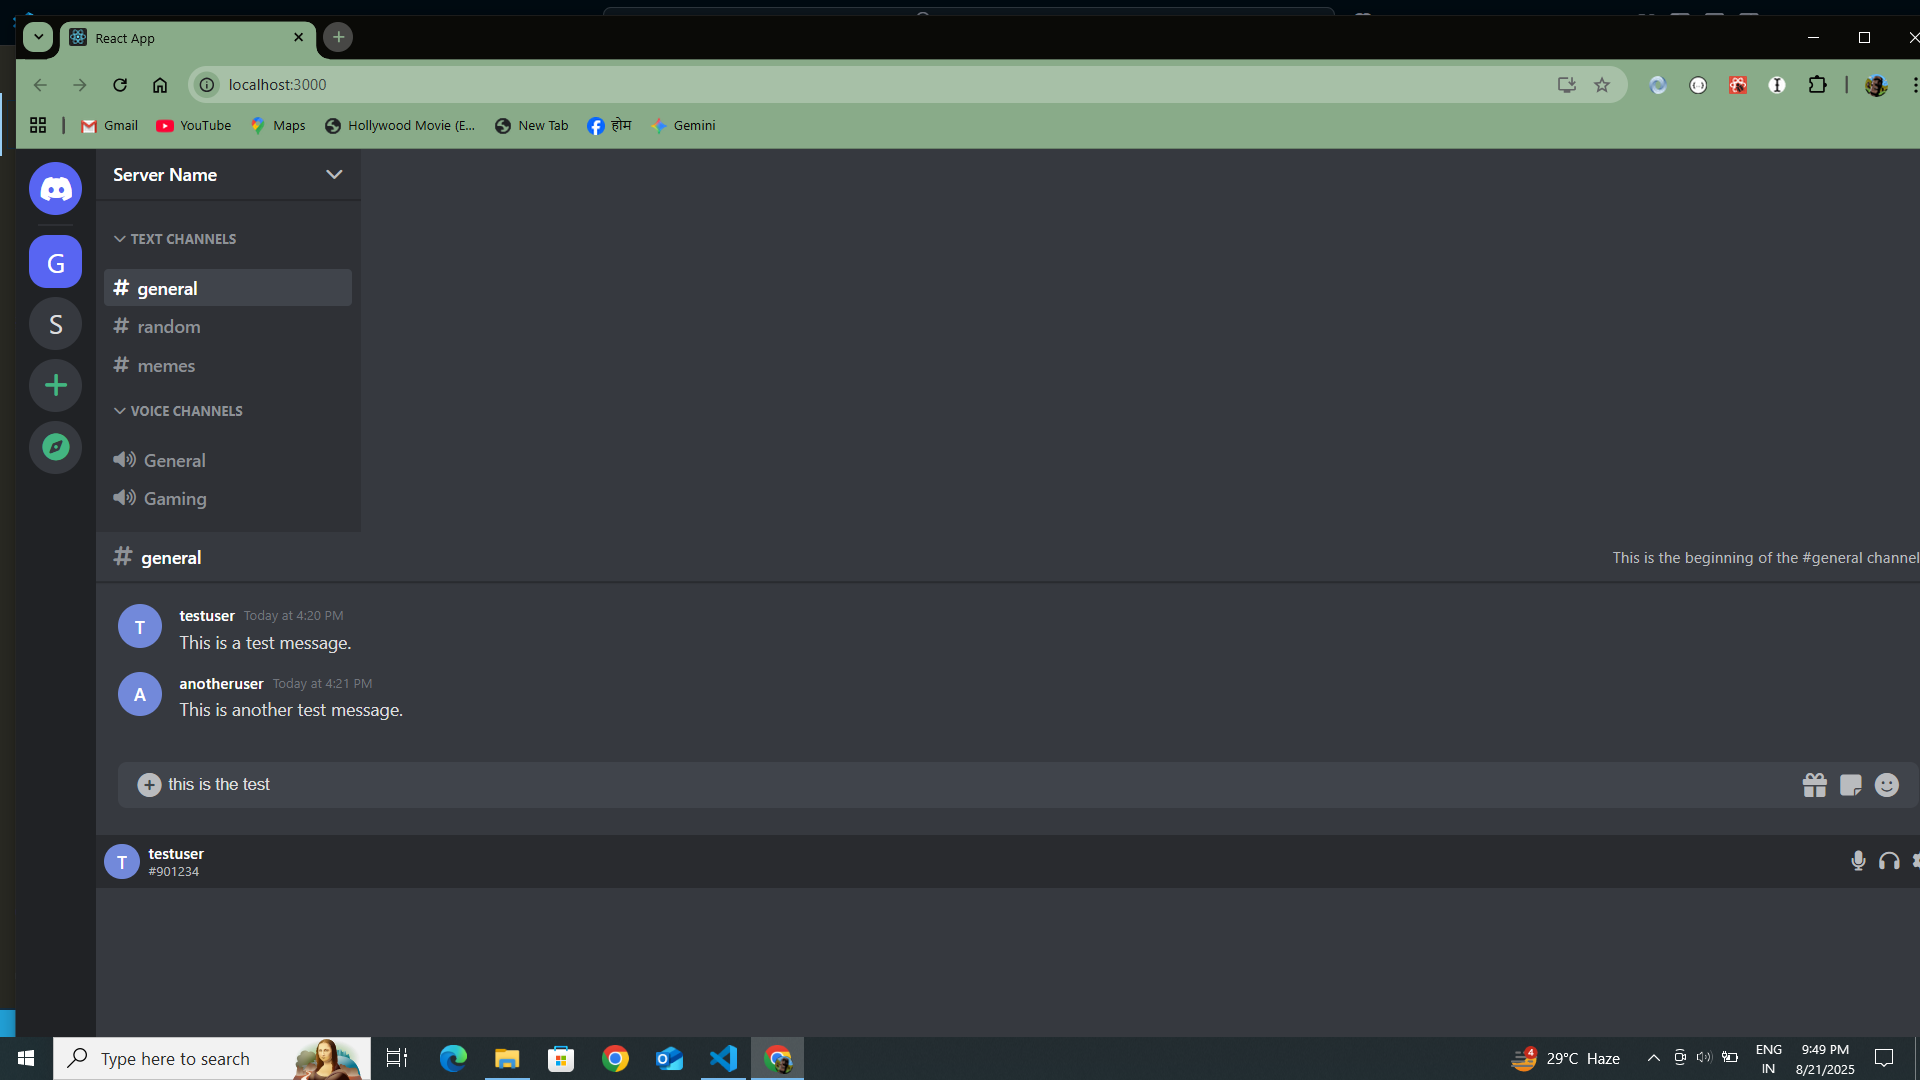 React App
localhost:3000
Gmail
YouTube
Maps
Hollywood Movie (E...
New Tab
होम
Gemini
Server Name
TEXT CHANNELS
G
# general
S
# random
# memes
VOICE CHANNELS
General
Gaming
# general
This is the beginning of the #general channel
T
testuser Today at 4:20 PM
This is a test message.
A
anotheruser Today at 4:21 PM
This is another test message.
this is the test
T
testuser
#901234
Type here to search
4
29°C Haze
ENG
IN
9:49 PM
8/21/2025